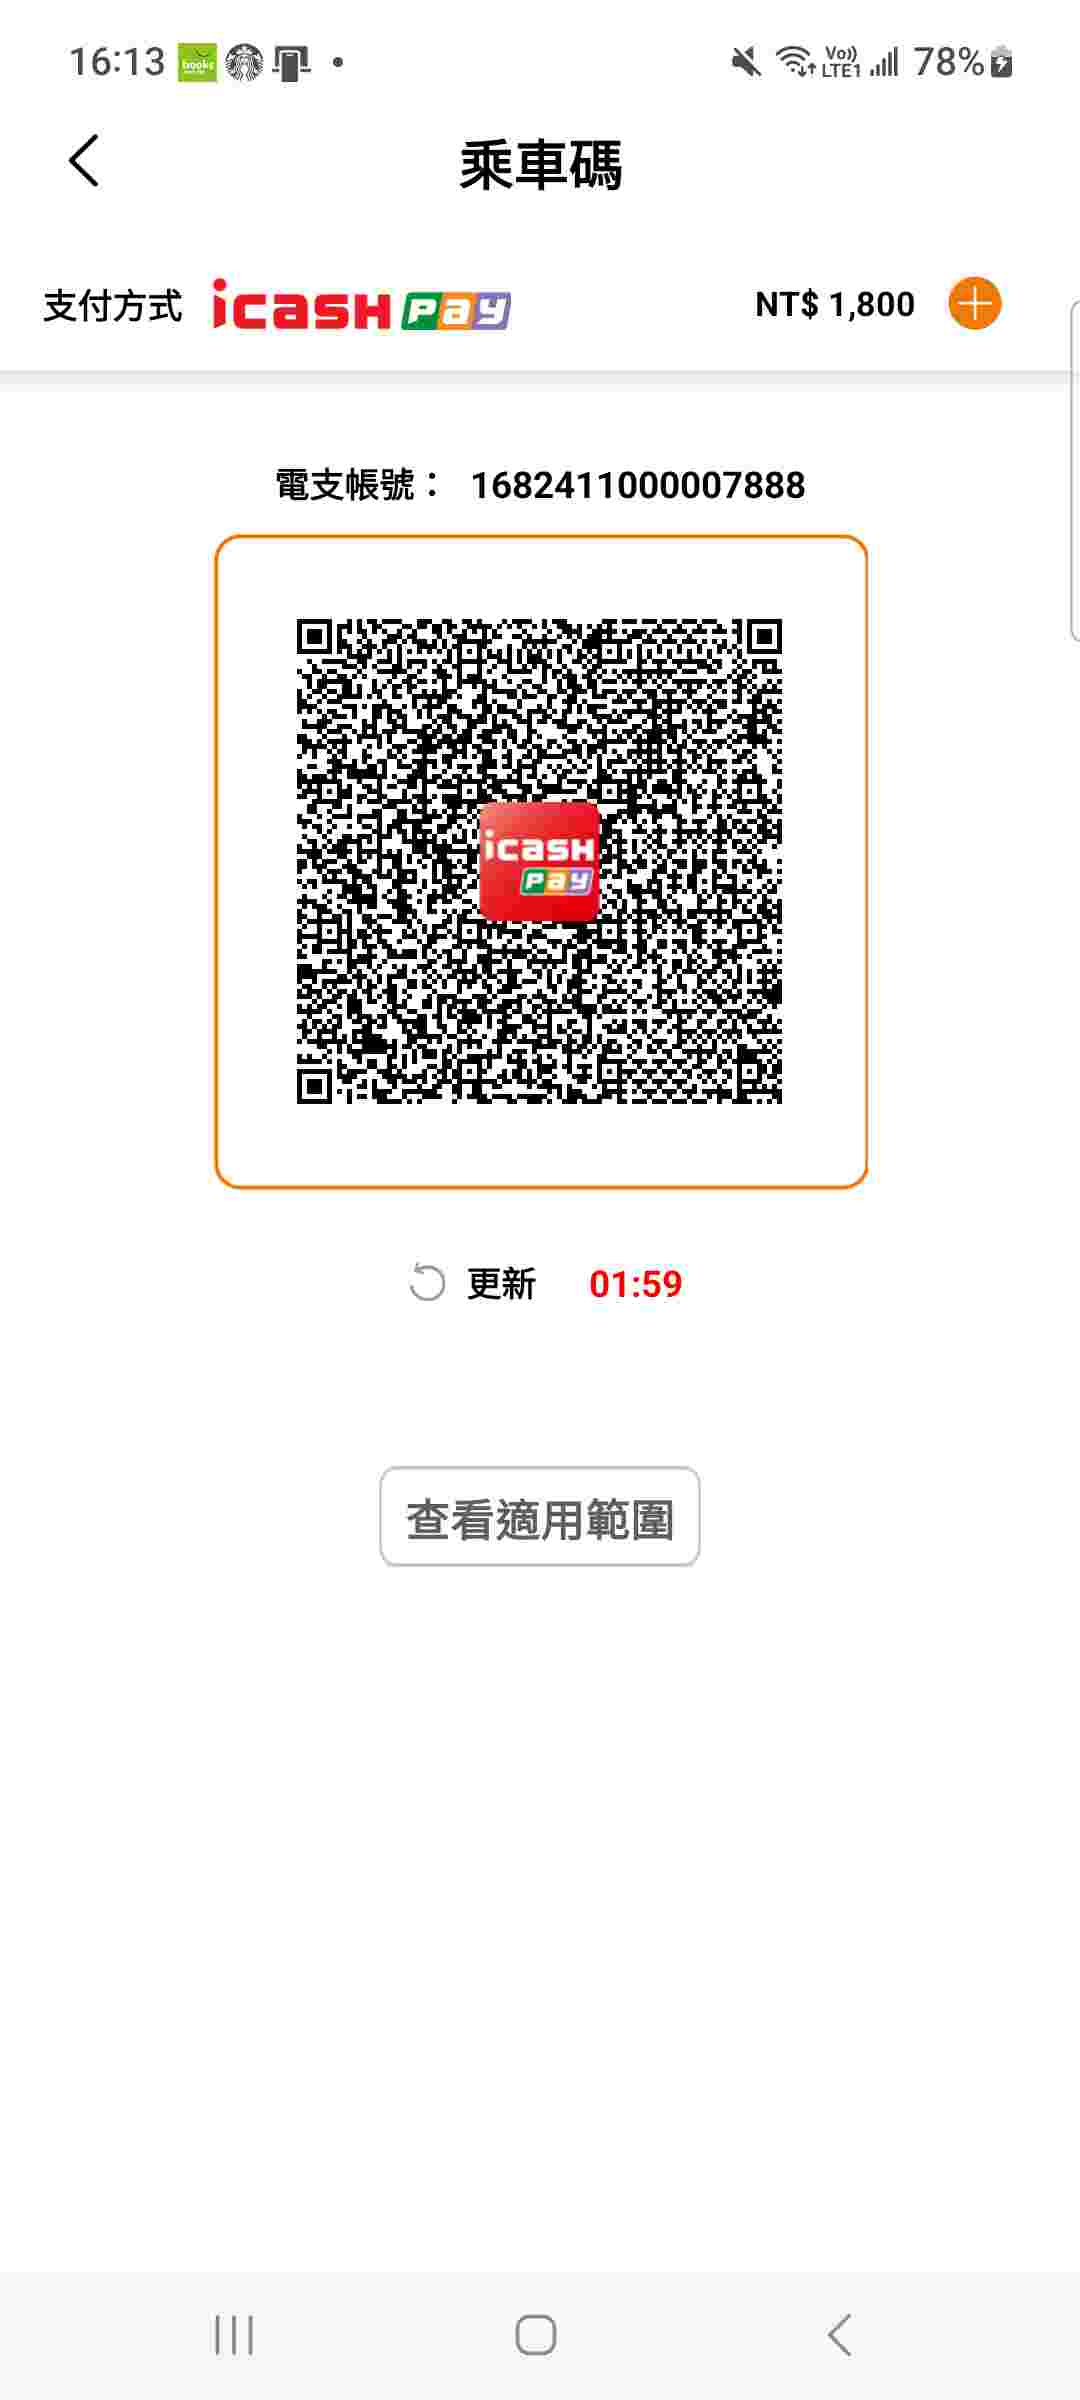 16:13 books Vo)) LTE1 78%
乘車碼
支付方式 icash pay NT$ 1,800
電支帳號： 1682411000007888
icash
pay
更新 01:59
查看適用範圍